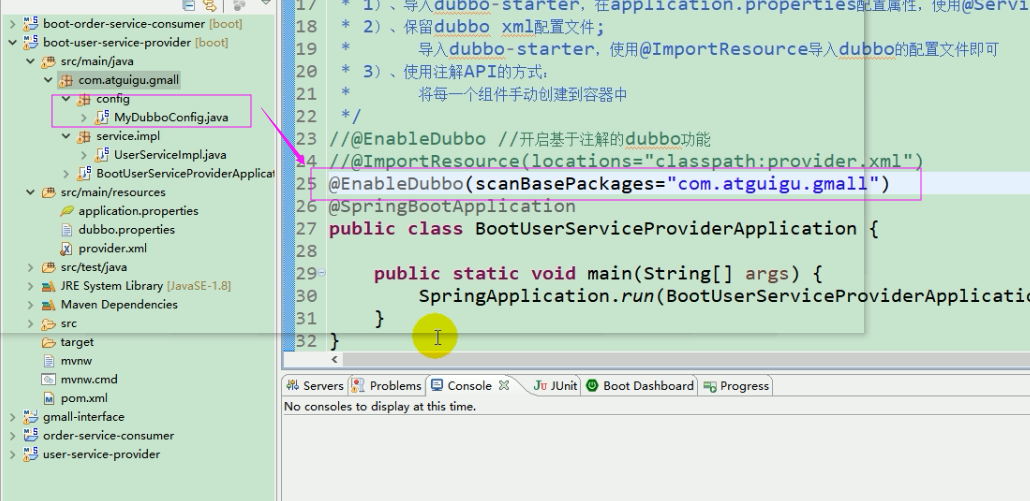 boot-order-service-consumer [boot]
boot-user-service-provider [boot]
src/main/java
com.atguigu.gmall
config
MyDubboConfig.java
service.impl
UserServiceImpl.java
BootUserServiceProviderApplicat
src/main/resources
application.properties
dubbo.properties
provider.xml
src/test/java
JRE System Library [JavaSE-1.8]
Maven Dependencies
src
target
mvnw
mvnw.cmd
pom.xml
gmall-interface
order-service-consumer
user-service-provider
17 * 1)、导入dubbo-starter，在application.properties配置属性，使用@Servi
18 * 2)、保留dubbo xml配置文件;
19 * 导入dubbo-starter，使用@ImportResource导入dubbo的配置文件即可
20 * 3)、使用注解API的方式：
21 * 将每一个组件手动创建到容器中
22 */
23 //@EnableDubbo //开启基于注解的dubbo功能
24 //@ImportResource(locations="classpath:provider.xml")
25 @EnableDubbo(scanBasePackages="com.atguigu.gmall")
26 @SpringBootApplication
27 public class BootUserServiceProviderApplication {
28
29 public static void main(String[] args) {
30 SpringApplication.run(BootUserServiceProviderApplicatio
31 }
32 }
Servers Problems Console JUnit Boot Dashboard Progress
No consoles to display at this time.